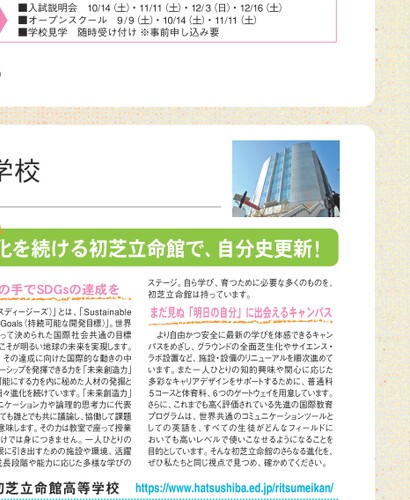 ■入試説明会 10/14（土）・11/11（土）・12/3（日）・12/16（土）
■オープンスクール 9/9（土）・10/14（土）・11/11（土）
■学校見学 随時受け付け ※事前申し込み要
学校
化を続ける初芝立命館で、自分史更新！
の手でSDGsの達成を
スディージーズ）」とは、「Sustainable
Goals（持続可能な開発目標）」。世界
って決められた国際社会共通の目標
こそが明るい地球の未来を実現します。
、その達成に向けた国際的な動きの中
ーシップを発揮できる力を「未来創造力」
可能にする力を内に秘めた人材の発掘と
日々進化を続けています。「未来創造力」
ニケーション力や論理的思考力に代表
ても誰とでも共に議論し、協働して課題
意味します。その力は教室で座って授業
けでは身につきません。一人ひとりの
限に引き出すための施設や環境、活躍
成長段階や能力に応じた多様な学びの
ステージ。自ら学び、育つために必要な多くのものを、
初芝立命館は持っています。
まだ見ぬ「明日の自分」に出会えるキャンパス
より自由かつ安全に最新の学びを体感できるキャン
パスをめざし、グラウンドの全面芝生化やサイエンス・
ラボ設置など、施設・設備のリニューアルを順次進めて
います。また一人ひとりの知的興味や関心に応じた
多彩なキャリアデザインをサポートするために、普通科
5コースと体育科、6つのゲートウェイを用意しています。
さらに、これまでも高く評価されている先進の国際教育
プログラムは、世界共通のコミュニケーションツールと
しての英語を、すべての生徒がどんなフィールドに
おいても高いレベルで使いこなせるようになることを
目的としています。そんな初芝立命館のさらなる進化を、
ぜひ私たちと同じ視点で見つめ、確かめてください。
初芝立命館高等学校 https://www.hatsushiba.ed.jp/ritsumeikan/